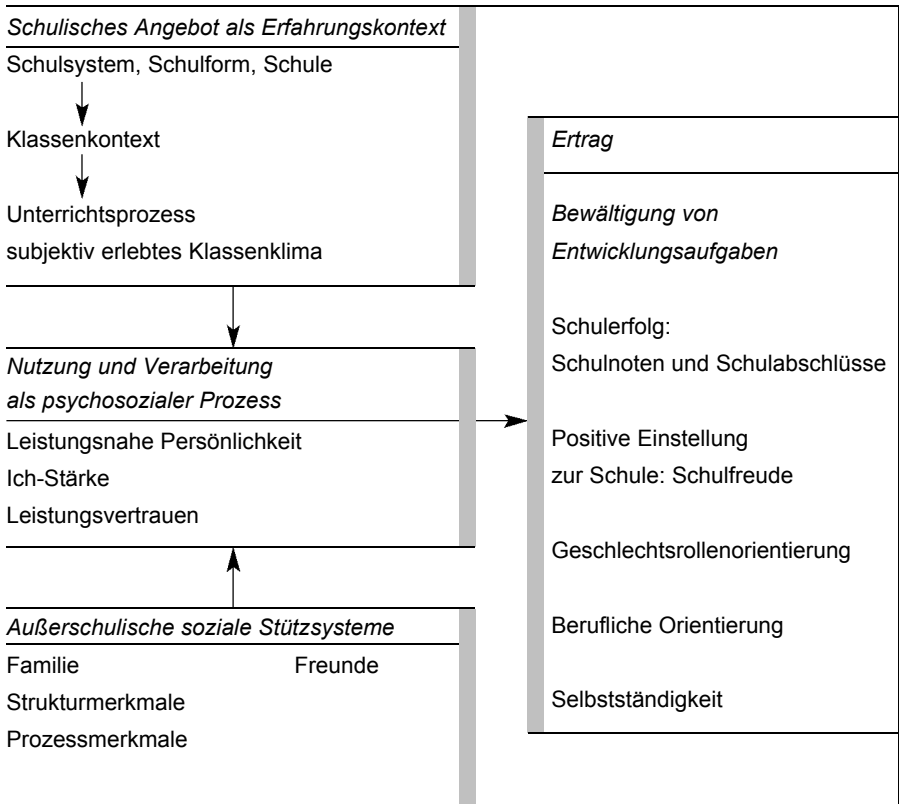 Schulisches Angebot als Erfahrungskontext
Schulsystem, Schulform, Schule
Klassenkontext
Unterrichtsprozess
subjektiv erlebtes Klassenklima
Nutzung und Verarbeitung
als psychosozialer Prozess
Leistungsnahe Persönlichkeit
Ich-Stärke
Leistungsvertrauen
Außerschulische soziale Stützsysteme
Familie Freunde
Strukturmerkmale
Prozessmerkmale
Ertrag
Bewältigung von
Entwicklungsaufgaben
Schulerfolg:
Schulnoten und Schulabschlüsse
Positive Einstellung
zur Schule: Schulfreude
Geschlechtsrollenorientierung
Berufliche Orientierung
Selbstständigkeit